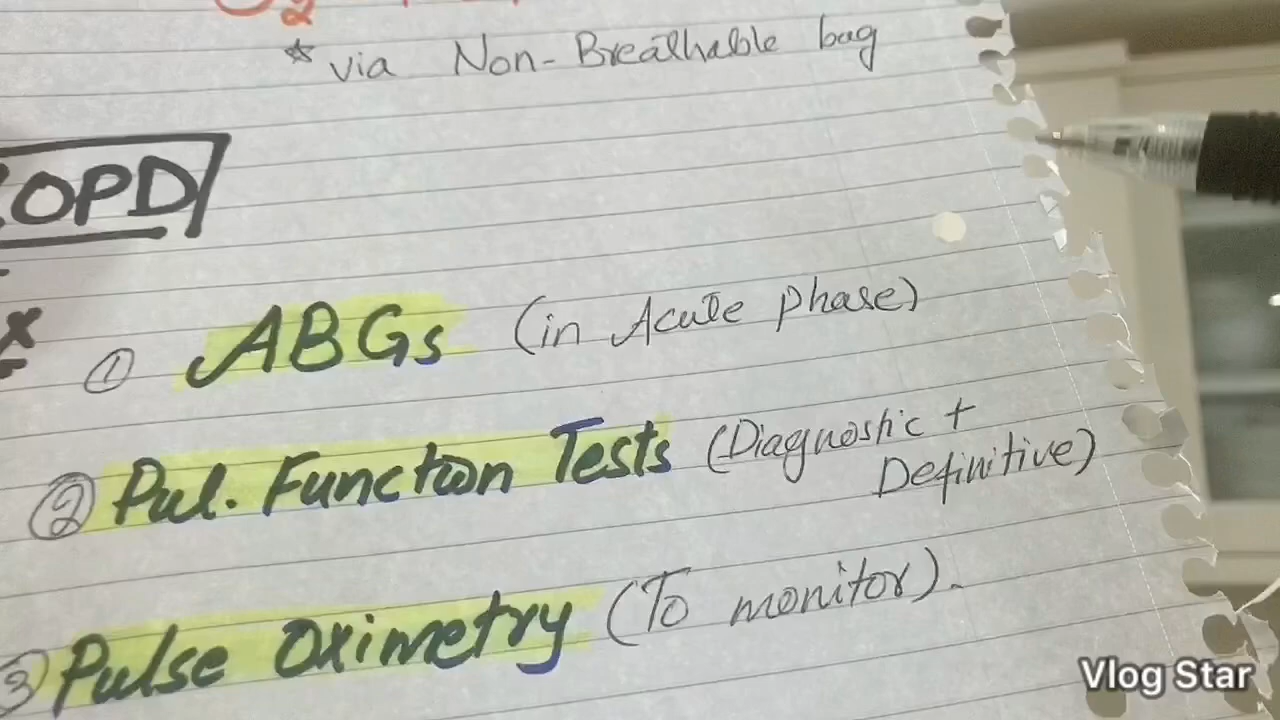 2
* via Non-Breathable bag
COPD
x
① ABGs (in Acute phase)
② Pul. Function Tests (Diagnostic +
Definitive)
③ Pulse Oximetry (To monitor).
Vlog Star